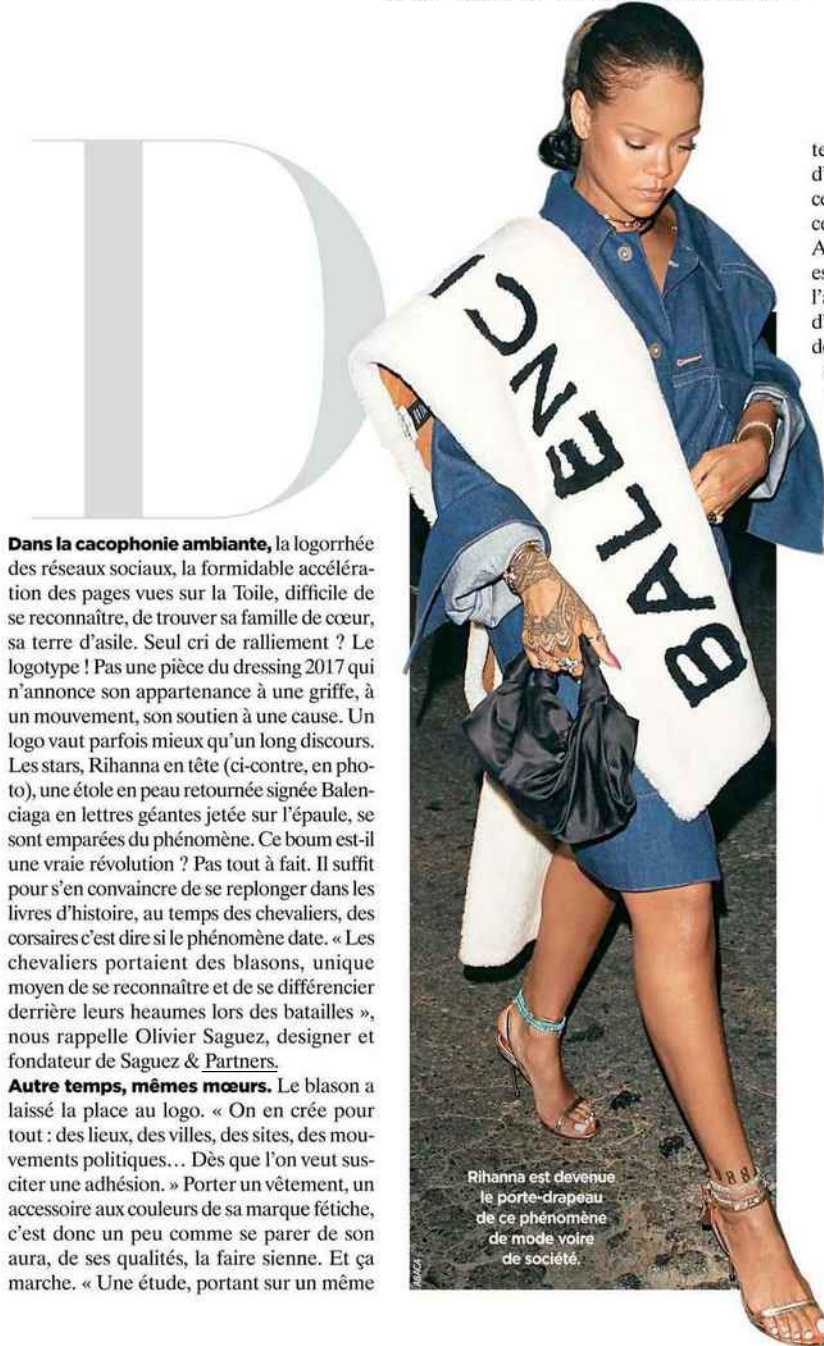 D
Dans la cacophonie ambiante, la logorrhée
des réseaux sociaux, la formidable accéléra-
tion des pages vues sur la Toile, difficile de
se reconnaître, de trouver sa famille de cœur,
sa terre d'asile. Seul cri de ralliement ? Le
logotype ! Pas une pièce du dressing 2017 qui
n'annonce son appartenance à une griffe, à
un mouvement, son soutien à une cause. Un
logo vaut parfois mieux qu'un long discours.
Les stars, Rihanna en tête (ci-contre, en pho-
to), une étole en peau retournée signée Balen-
ciaga en lettres géantes jetée sur l'épaule, se
sont emparées du phénomène. Ce boum est-il
une vraie révolution ? Pas tout à fait. Il suffit
pour s'en convaincre de se replonger dans les
livres d'histoire, au temps des chevaliers, des
corsaires c'est dire si le phénomène date. « Les
chevaliers portaient des blasons, unique
moyen de se reconnaître et de se différencier
derrière leurs heaumes lors des batailles »,
nous rappelle Olivier Saguez, designer et
fondateur de Saguez & Partners.
Autre temps, mêmes mœurs. Le blason a
laissé la place au logo. « On en crée pour
tout : des lieux, des villes, des sites, des mou-
vements politiques… Dès que l'on veut sus-
citer une adhésion. » Porter un vêtement, un
accessoire aux couleurs de sa marque fétiche,
c'est donc un peu comme se parer de son
aura, de ses qualités, la faire sienne. Et ça
marche. « Une étude, portant sur un même
BALENCI
Rihanna est devenue
le porte-drapeau
de ce phénomène
de mode voire
de société.
ABACA
te
d'
ce
ce
A
es
l'a
d'
de